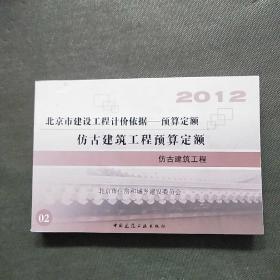 2012
北京市建设工程计价依据—预算定额
仿古建筑工程预算定额
仿古建筑工程
北京市住房和城乡建设委员会
02
中国建筑工业出版社